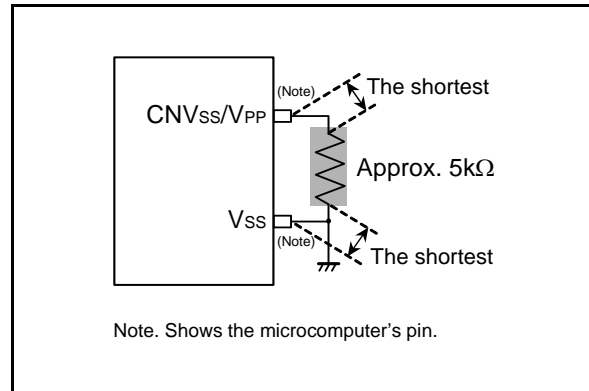 (Note)
The shortest
CNVSS/VPP
Approx. 5kΩ
VSS
(Note)
The shortest
Note. Shows the microcomputer's pin.